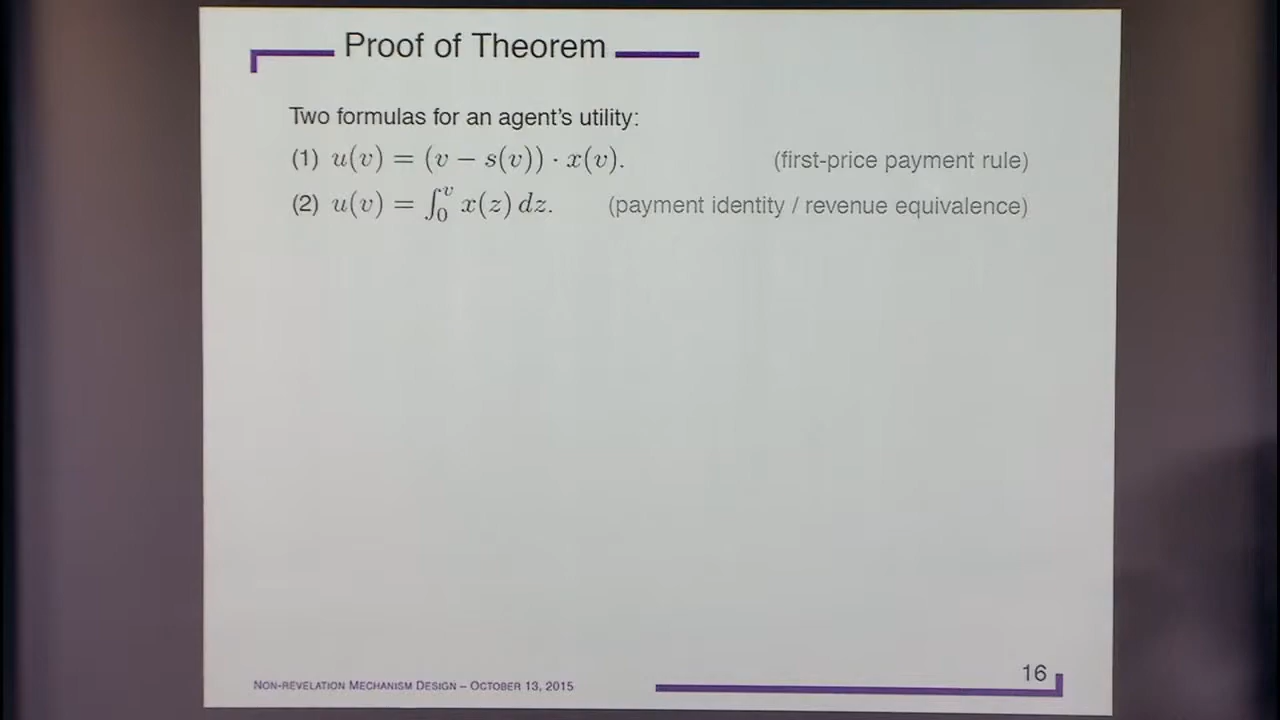 Proof of Theorem
Two formulas for an agent's utility:
(1) u(v) = (v − s(v)) · x(v). (first-price payment rule)
(2) u(v) = ∫₀ᵛ x(z) dz. (payment identity / revenue equivalence)
16
NON-REVELATION MECHANISM DESIGN – OCTOBER 13, 2015